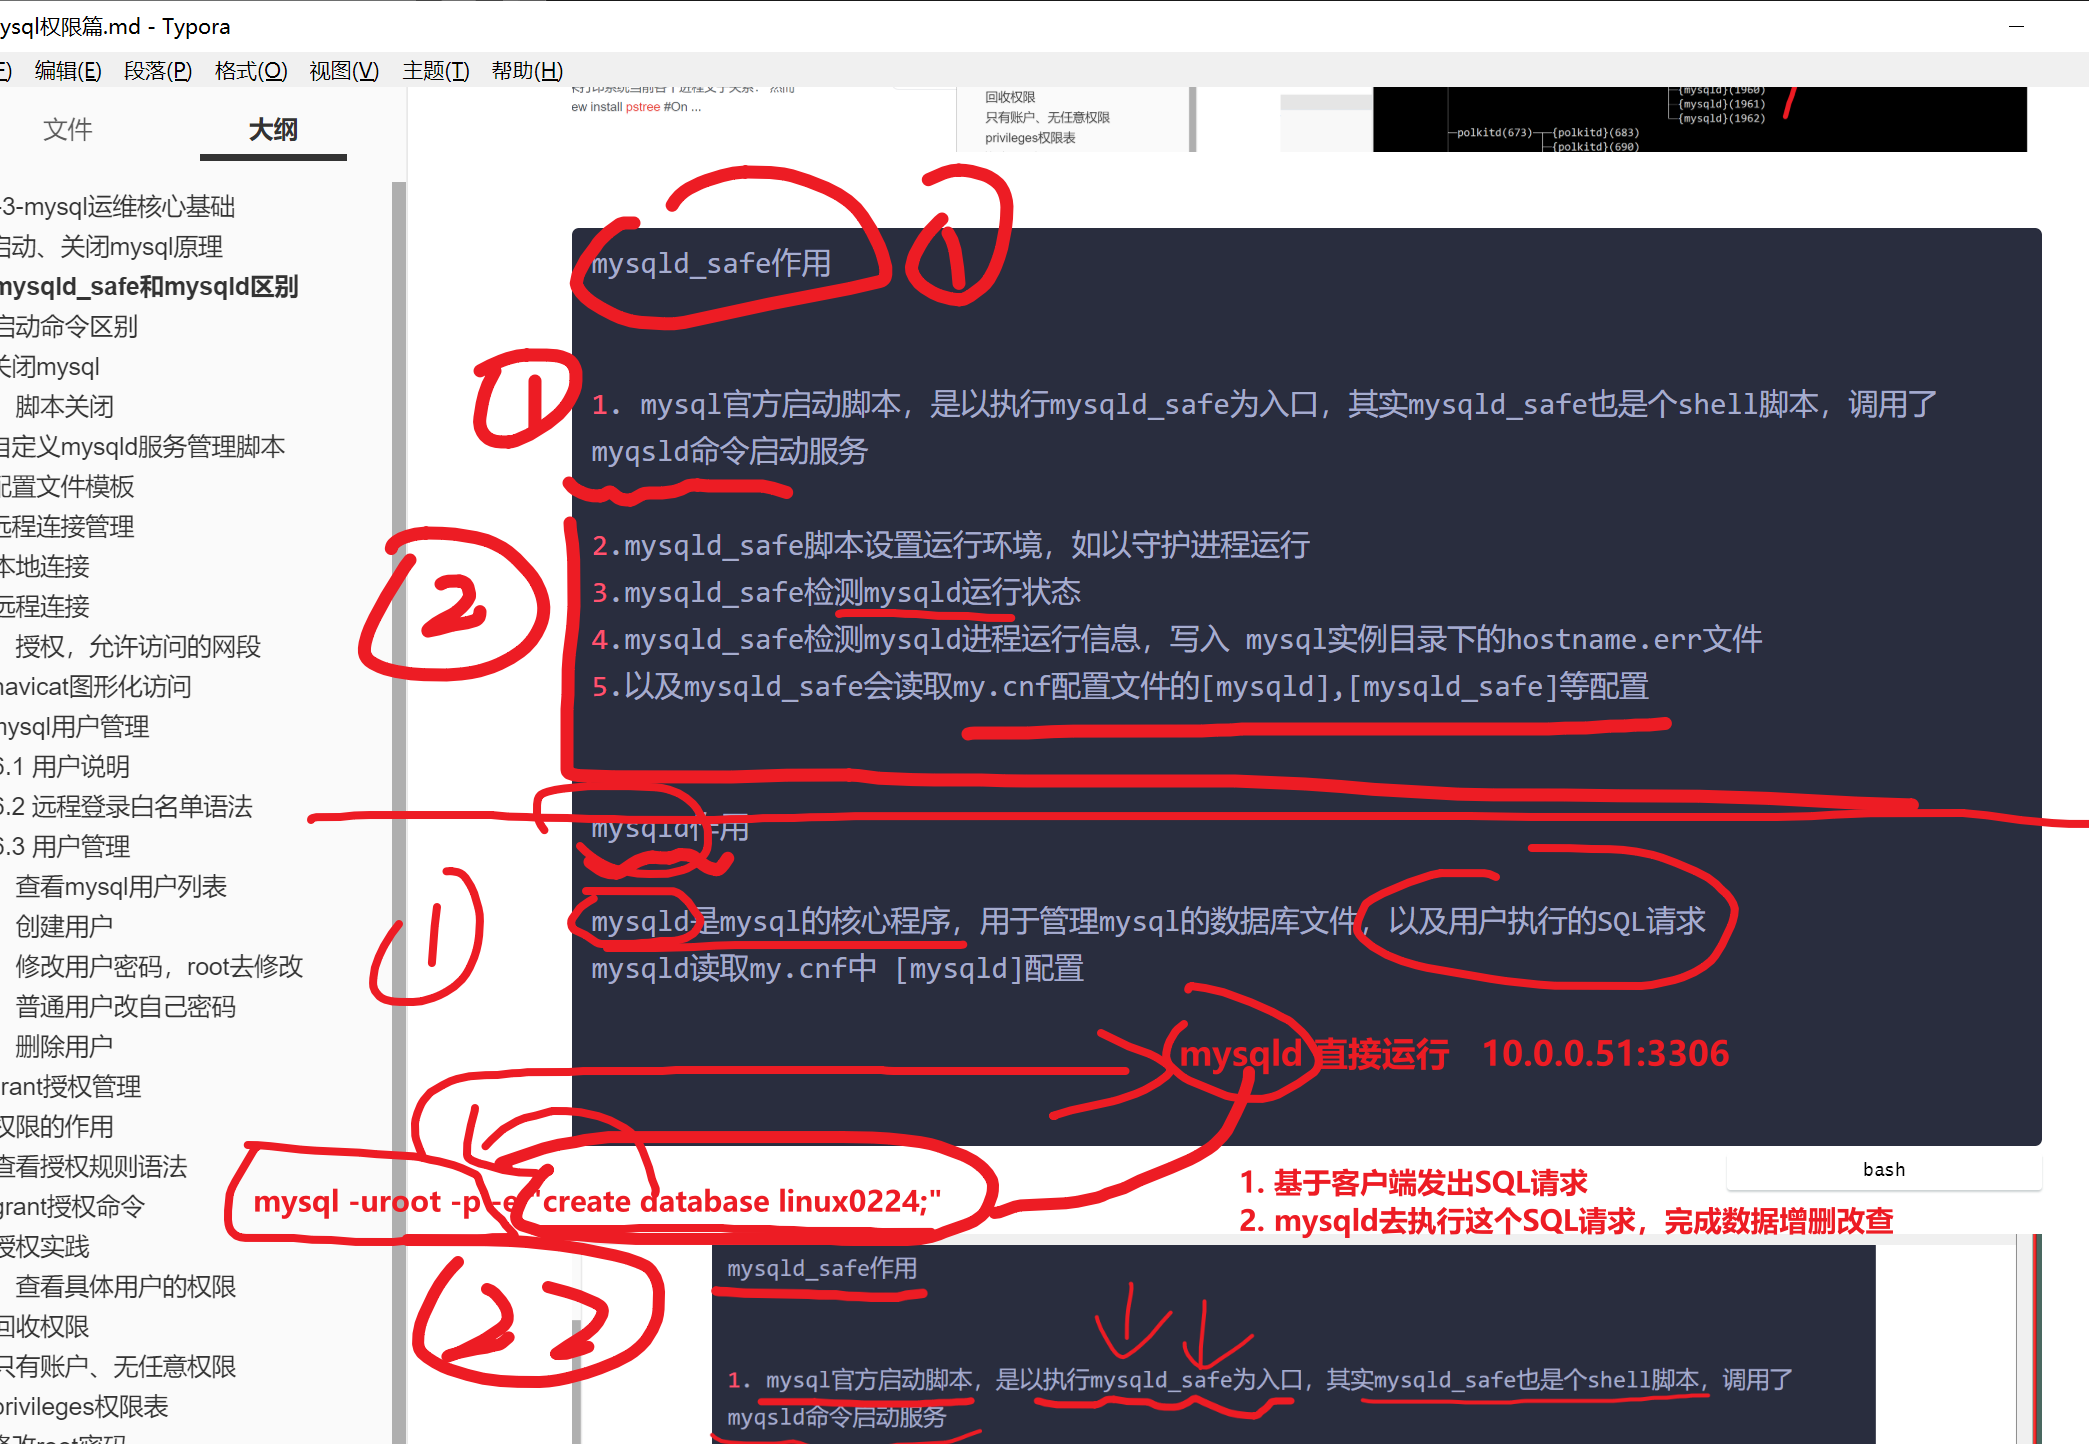 ysql权限篇.md - Typora
编辑(E) 段落(P) 格式(O) 视图(V) 主题(T) 帮助(H)
文件 大纲
-3-mysql运维核心基础
启动、关闭mysql原理
mysqld_safe和mysqld区别
启动命令区别
关闭mysql
脚本关闭
自定义mysqld服务管理脚本
配置文件模板
远程连接管理
本地连接
远程连接
授权，允许访问的网段
navicat图形化访问
mysql用户管理
6.1 用户说明
6.2 远程登录白名单语法
6.3 用户管理
查看mysql用户列表
创建用户
修改用户密码，root去修改
普通用户改自己密码
删除用户
rant授权管理
权限的作用
查看授权规则语法
grant授权命令
授权实践
查看具体用户的权限
回收权限
只有账户、无任意权限
privileges权限表
ew install pstree #On ...
回收权限
只有账户、无任意权限
privileges权限表
{mysqld}(1960)
{mysqld}(1961)
{mysqld}(1962)
polkitd(673) {polkitd}(683)
{polkitd}(690)
mysqld_safe作用
1
1
1. mysql官方启动脚本，是以执行mysqld_safe为入口，其实mysqld_safe也是个shell脚本，调用了
myqsld命令启动服务
2
2.mysqld_safe脚本设置运行环境，如以守护进程运行
3.mysqld_safe检测mysqld运行状态
4.mysqld_safe检测mysqld进程运行信息，写入 mysql实例目录下的hostname.err文件
5.以及mysqld_safe会读取my.cnf配置文件的[mysqld],[mysqld_safe]等配置
mysqld作用
1
mysqld是mysql的核心程序，用于管理mysql的数据库文件，以及用户执行的SQL请求
mysqld读取my.cnf中 [mysqld]配置
mysqld 直接运行 10.0.0.51:3306
bash
mysql -uroot -p -e "create database linux0224;"
1. 基于客户端发出SQL请求
2. mysqld去执行这个SQL请求，完成数据增删改查
22
mysqld_safe作用
1. mysql官方启动脚本，是以执行mysqld_safe为入口，其实mysqld_safe也是个shell脚本，调用了
myqsld命令启动服务